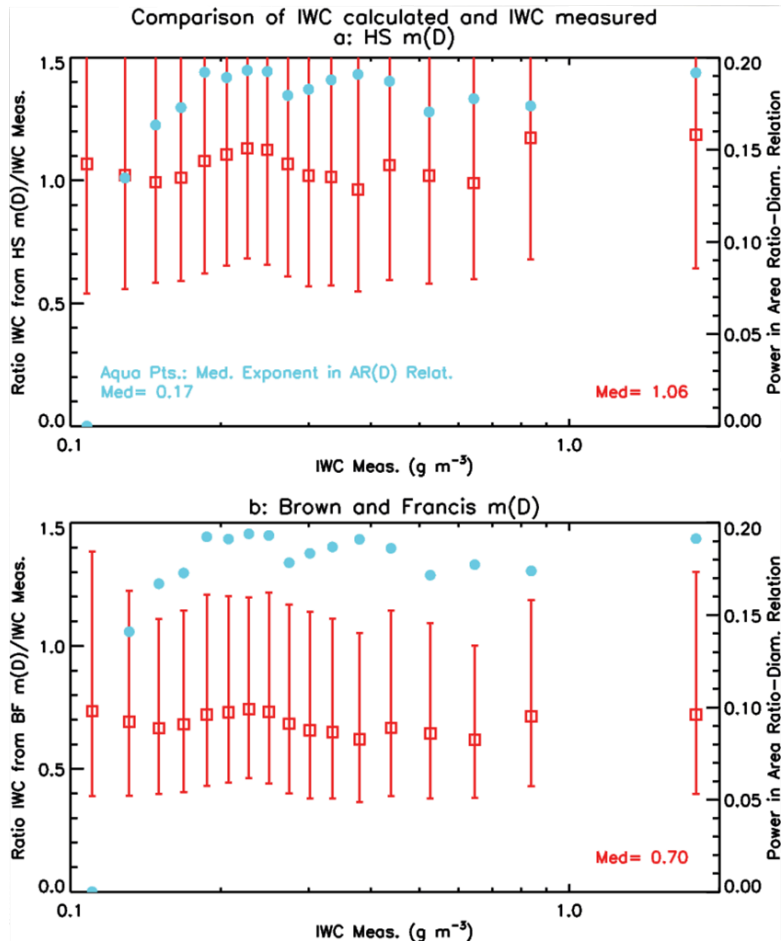 Comparison of IWC calculated and IWC measured
a: HS m(D)
Ratio IWC from HS m(D)/IWC Meas.
1.5
1.0
0.5
0.0
Aqua Pts.: Med. Exponent in AR(D) Relat.
Med= 0.17
Med= 1.06
0.20
0.15
0.10
0.05
0.00
Power in Area Ratio-Diam. Relation
0.1
1.0
IWC Meas. (g m⁻³)
b: Brown and Francis m(D)
Ratio IWC from BF m(D)/IWC Meas.
1.5
1.0
0.5
0.0
Med= 0.70
0.20
0.15
0.10
0.05
0.00
Power in Area Ratio-Diam. Relation
0.1
1.0
IWC Meas. (g m⁻³)